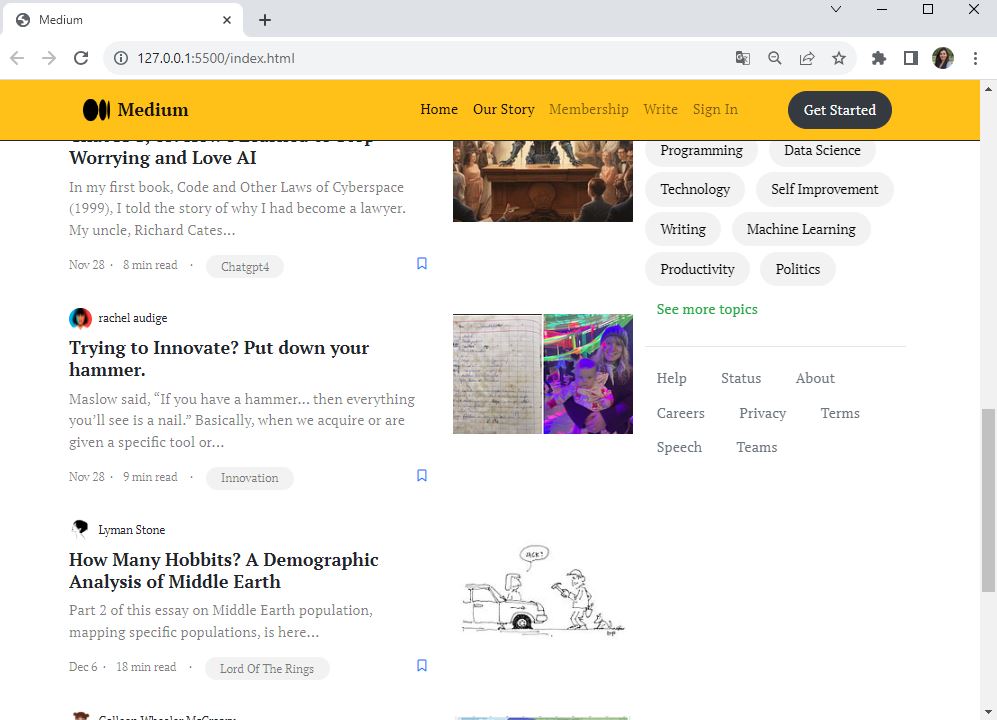 Medium
127.0.0.1:5500/index.html
Medium
Home Our Story Membership Write Sign In Get Started
Worrying and Love AI
In my first book, Code and Other Laws of Cyberspace
(1999), I told the story of why I had become a lawyer.
My uncle, Richard Cates...
Nov 28 · 8 min read · Chatgpt4
rachel audige
Trying to Innovate? Put down your
hammer.
Maslow said, “If you have a hammer... then everything
you’ll see is a nail.” Basically, when we acquire or are
given a specific tool or...
Nov 28 · 9 min read · Innovation
Lyman Stone
How Many Hobbits? A Demographic
Analysis of Middle Earth
Part 2 of this essay on Middle Earth population,
mapping specific populations, is here...
Dec 6 · 18 min read · Lord Of The Rings
JACK?
Programming Data Science
Technology Self Improvement
Writing Machine Learning
Productivity Politics
See more topics
Help Status About
Careers Privacy Terms
Speech Teams